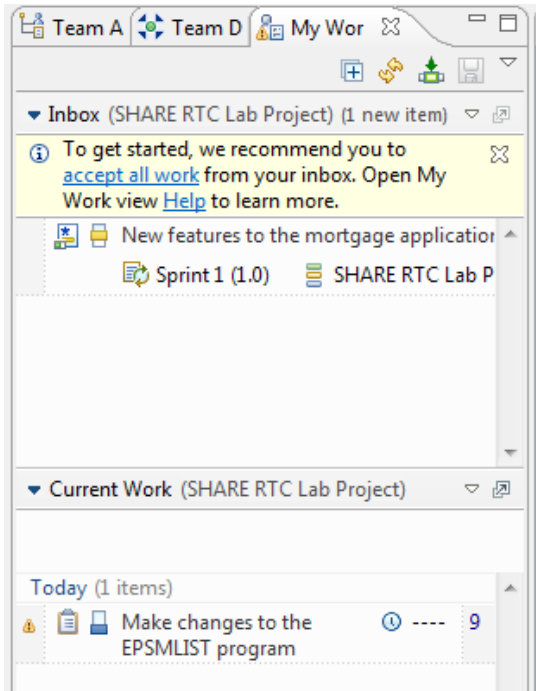 Team A Team D My Wor
Inbox (SHARE RTC Lab Project) (1 new item)
To get started, we recommend you to
accept all work from your inbox. Open My
Work view Help to learn more.
New features to the mortgage application
Sprint 1 (1.0) SHARE RTC Lab P
Current Work (SHARE RTC Lab Project)
Today (1 items)
Make changes to the ---- 9
EPSMLIST program